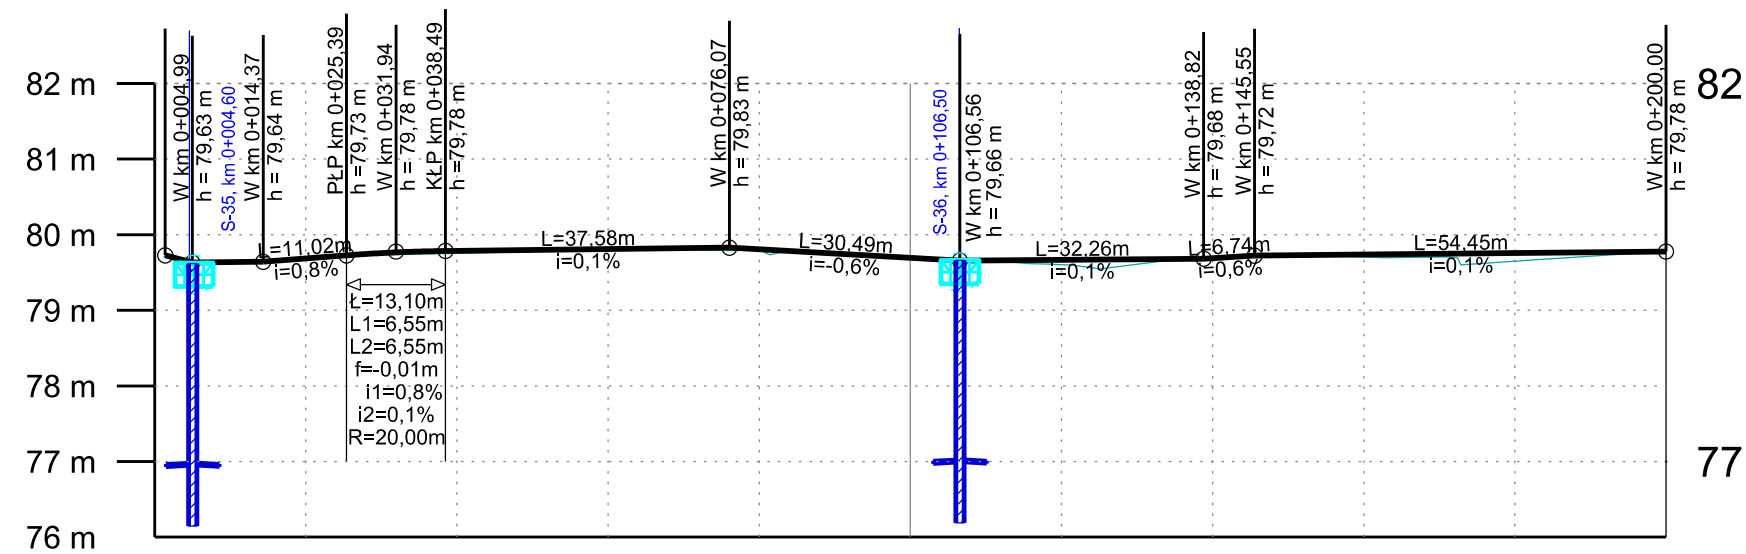 82 m
81 m
80 m
79 m
78 m
77 m
76 m
W km 0+004,99
h = 79,63 m
S-35, km 0+004,60
W km 0+014,37
h = 79,64 m
PŁP km 0+025,39
h =79,73 m
W km 0+031,94
h = 79,78 m
KŁP km 0+038,49
h =79,78 m
W km 0+076,07
h = 79,83 m
S-36, km 0+106,50
W km 0+106,56
h = 79,66 m
W km 0+138,82
h = 79,68 m
W km 0+145,55
h = 79,72 m
W km 0+200,00
h = 79,78 m
L=11,02m
i=0,8%
L=37,58m
i=0,1%
L=30,49m
i=-0,6%
L=32,26m
i=0,1%
L=6,74m
i=0,6%
L=54,45m
i=0,1%
Ł=13,10m
L1=6,55m
L2=6,55m
f=-0,01m
i1=0,8%
i2=0,1%
R=20,00m
82
77